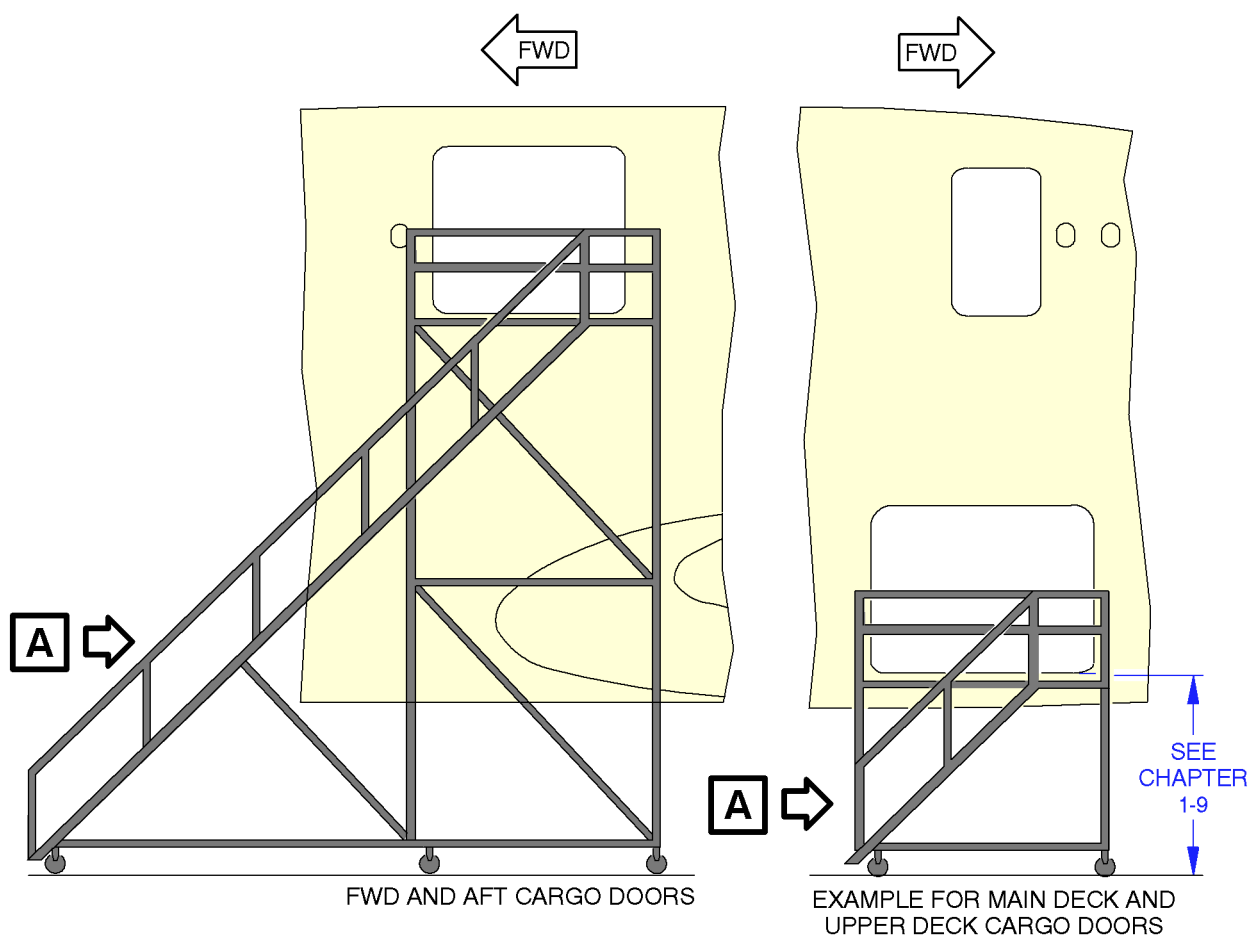 FWD
FWD
A
A
SEE
CHAPTER
1-9
FWD AND AFT CARGO DOORS
EXAMPLE FOR MAIN DECK AND
UPPER DECK CARGO DOORS